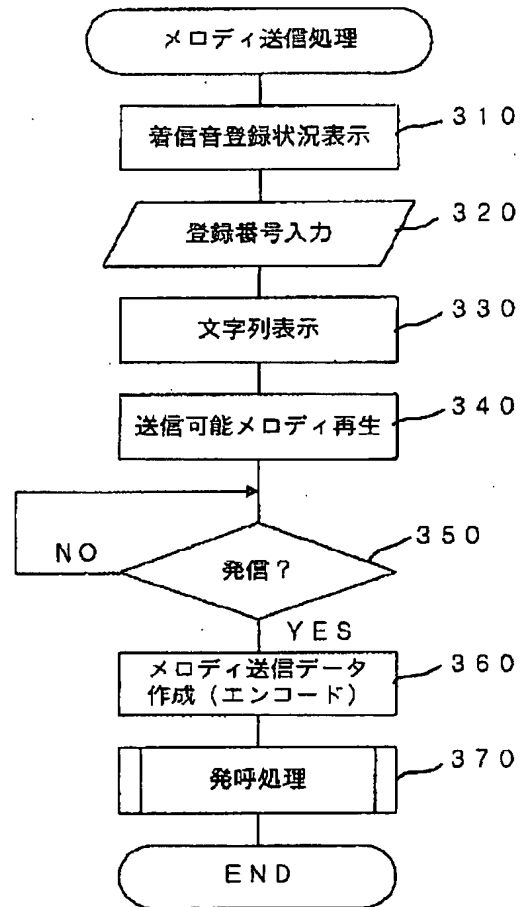 メロディ送信処理
着信音登録状況表示
310
登録番号入力
320
文字列表示
330
送信可能メロディ再生
340
発信？
350
NO
YES
メロディ送信データ
作成（エンコード）
360
発呼処理
370
END